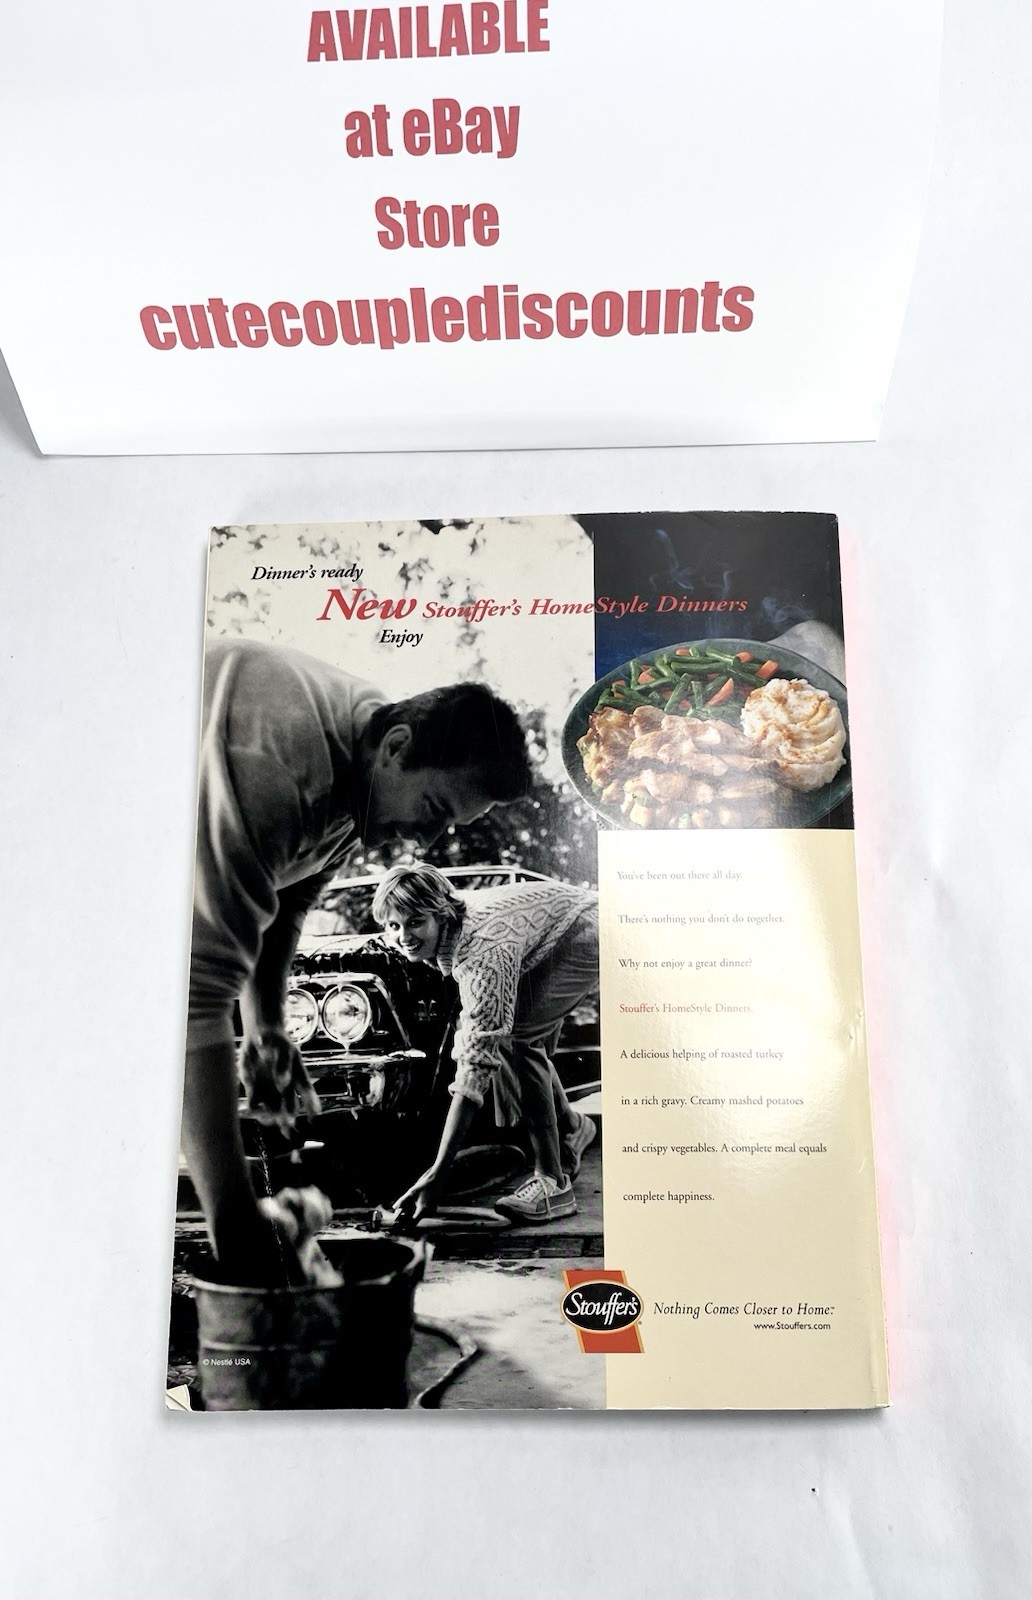 AVAILABLE
at eBay
Store
cutecouplediscounts
Dinner's ready
New Stouffer's HomeStyle Dinners
Enjoy
You've been out there all day.
There's nothing you don't do together.
Why not enjoy a great dinner?
Stouffer's HomeStyle Dinners.
A delicious helping of roasted turkey
in a rich gravy. Creamy mashed potatoes
and crispy vegetables. A complete meal equals
complete happiness.
Stouffer's
Nothing Comes Closer to Home.
www.Stouffers.com
© Nestlé USA